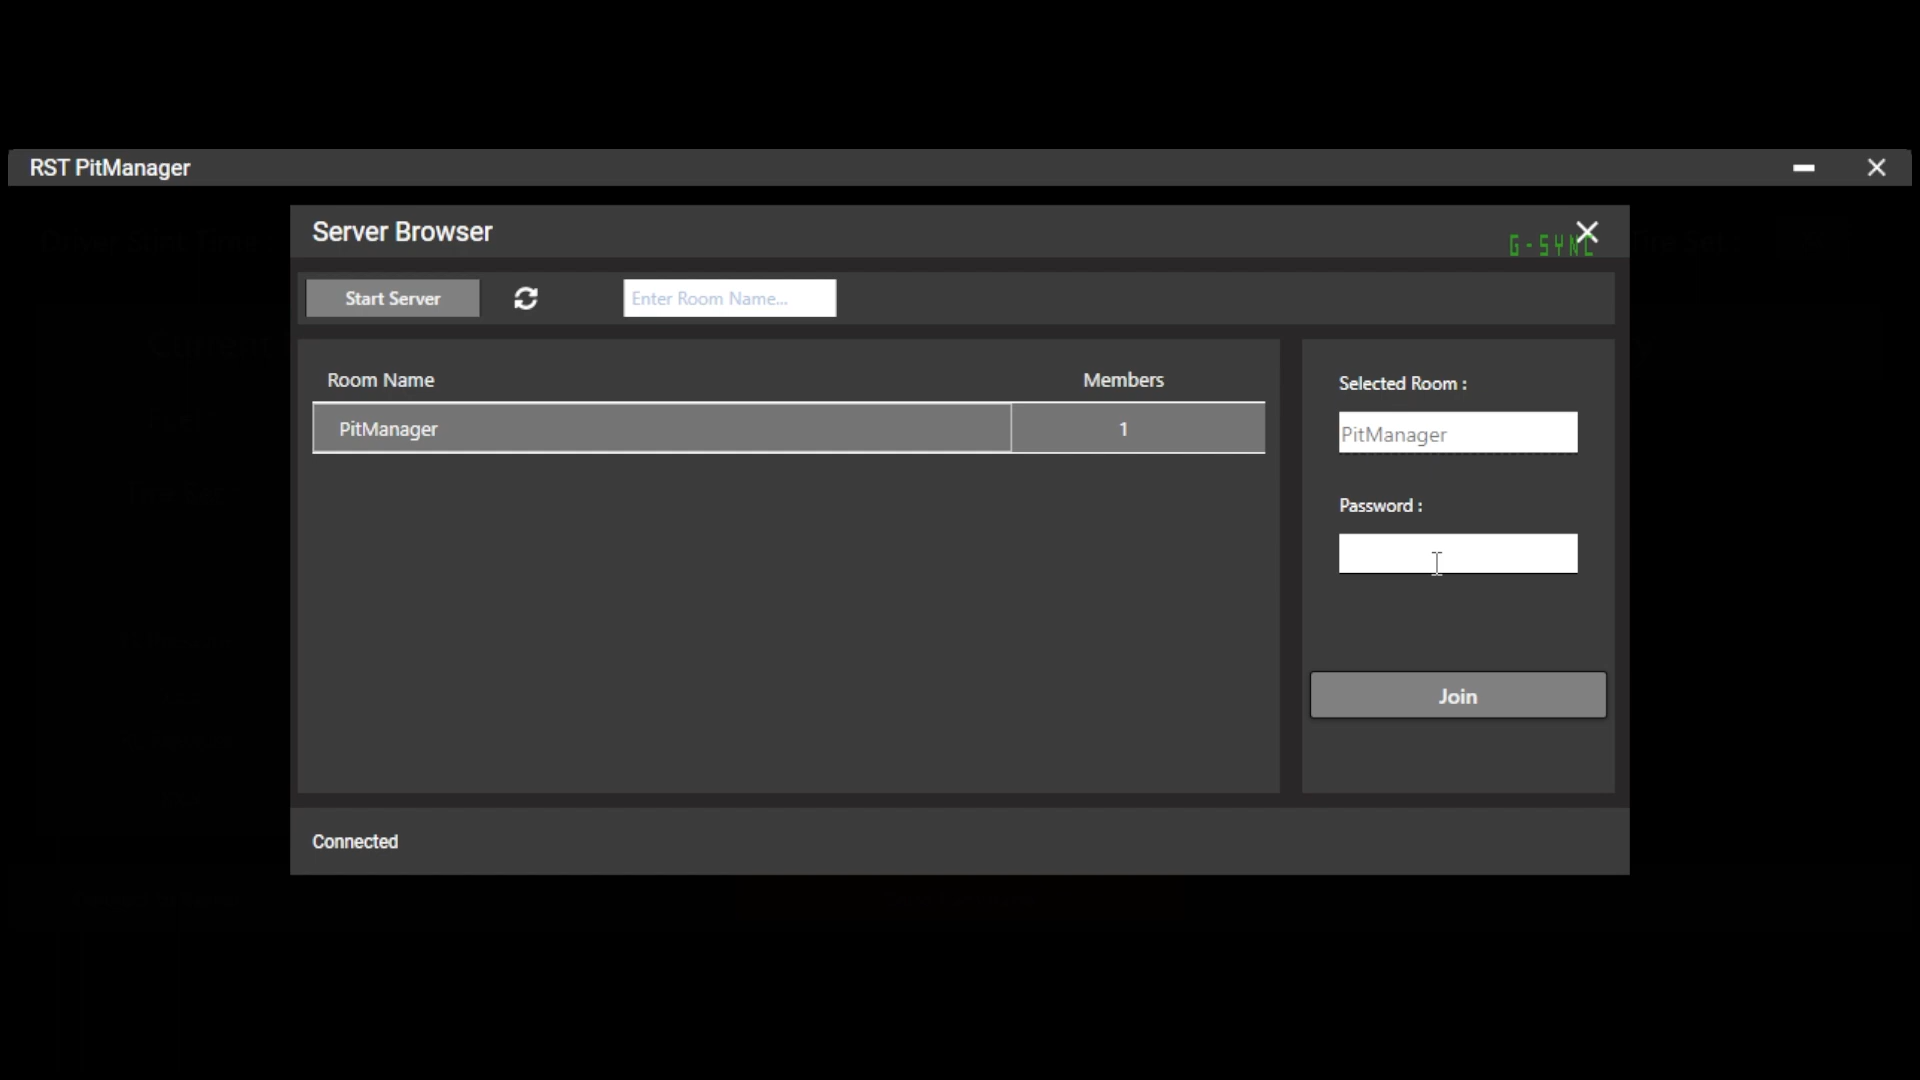 RST PitManager
Server Browser
G-SYNC
Start Server
Enter Room Name...
Room Name Members
PitManager 1
Selected Room :
PitManager
Password :
Join
Connected